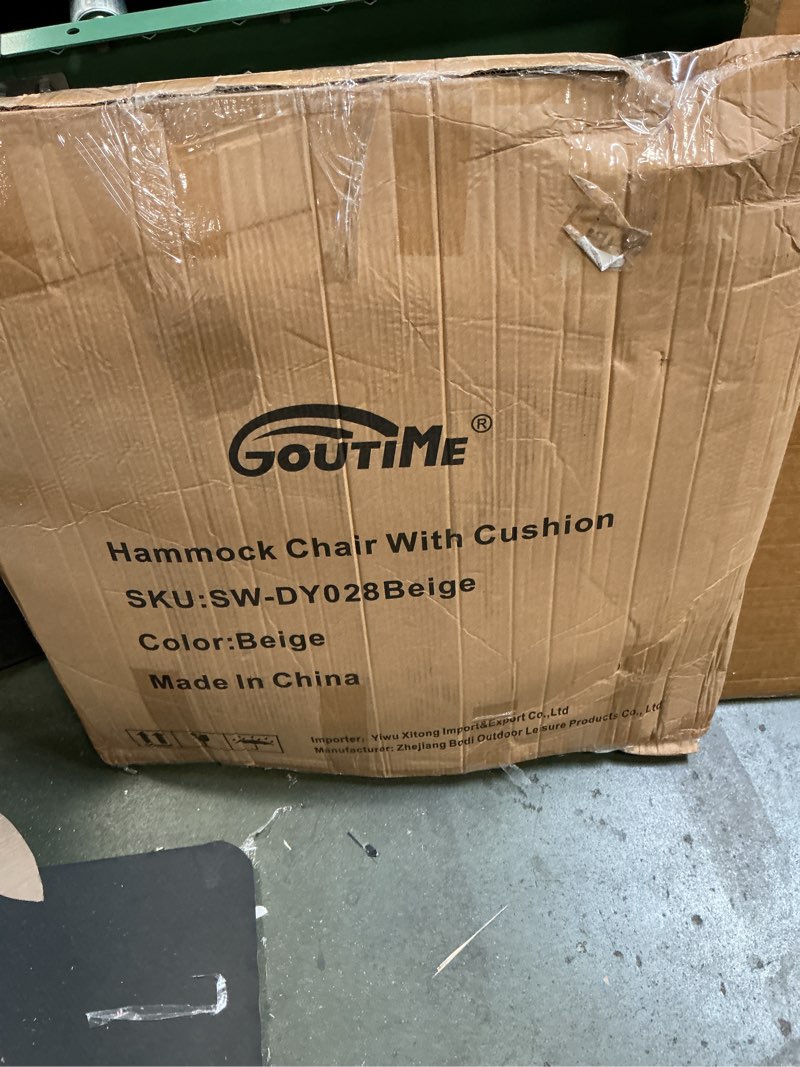 GOUTIME®
Hammock Chair With Cushion
SKU:SW-DY028Beige
Color:Beige
Made In China
Importer: Yiwu Xitong Import&Export Co.,Ltd
Manufacturer: Zhejiang Bodi Outdoor Leisure Products Co., Ltd